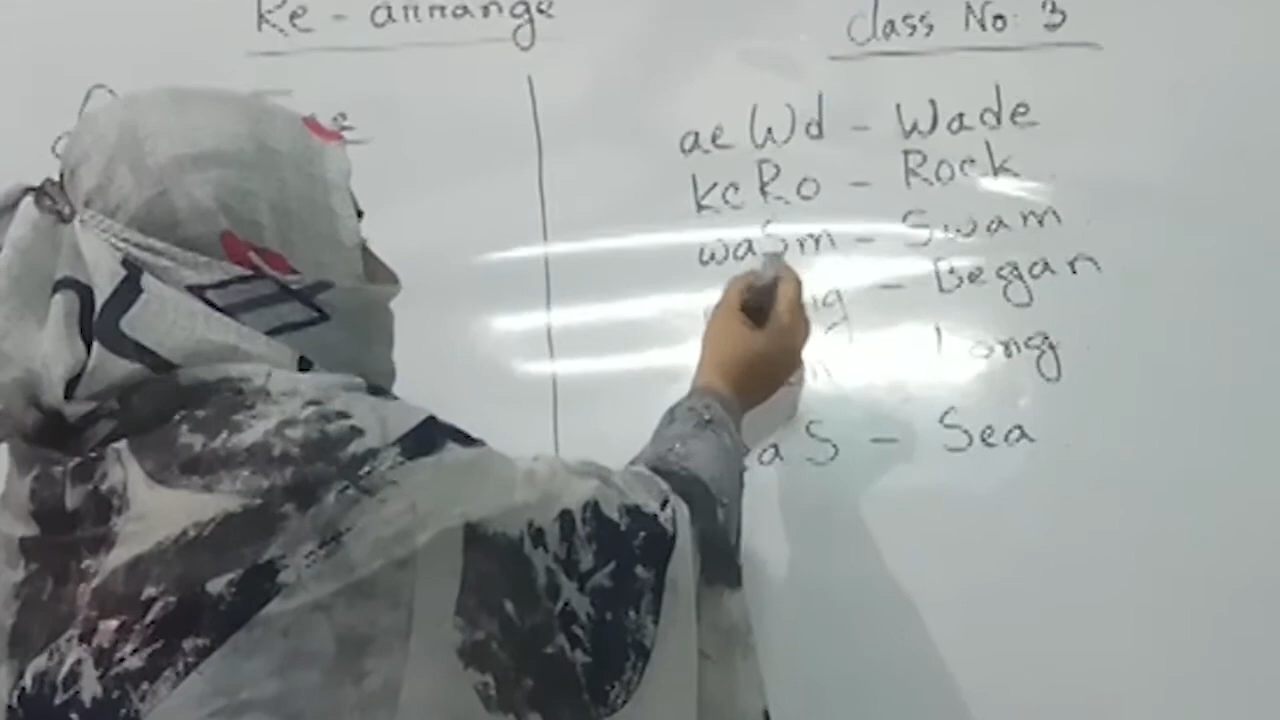 Re - arrange
Class No: 3
aeWd - Wade
kcRo - Rock
waSm - Swam
- Began
Long
aS - Sea